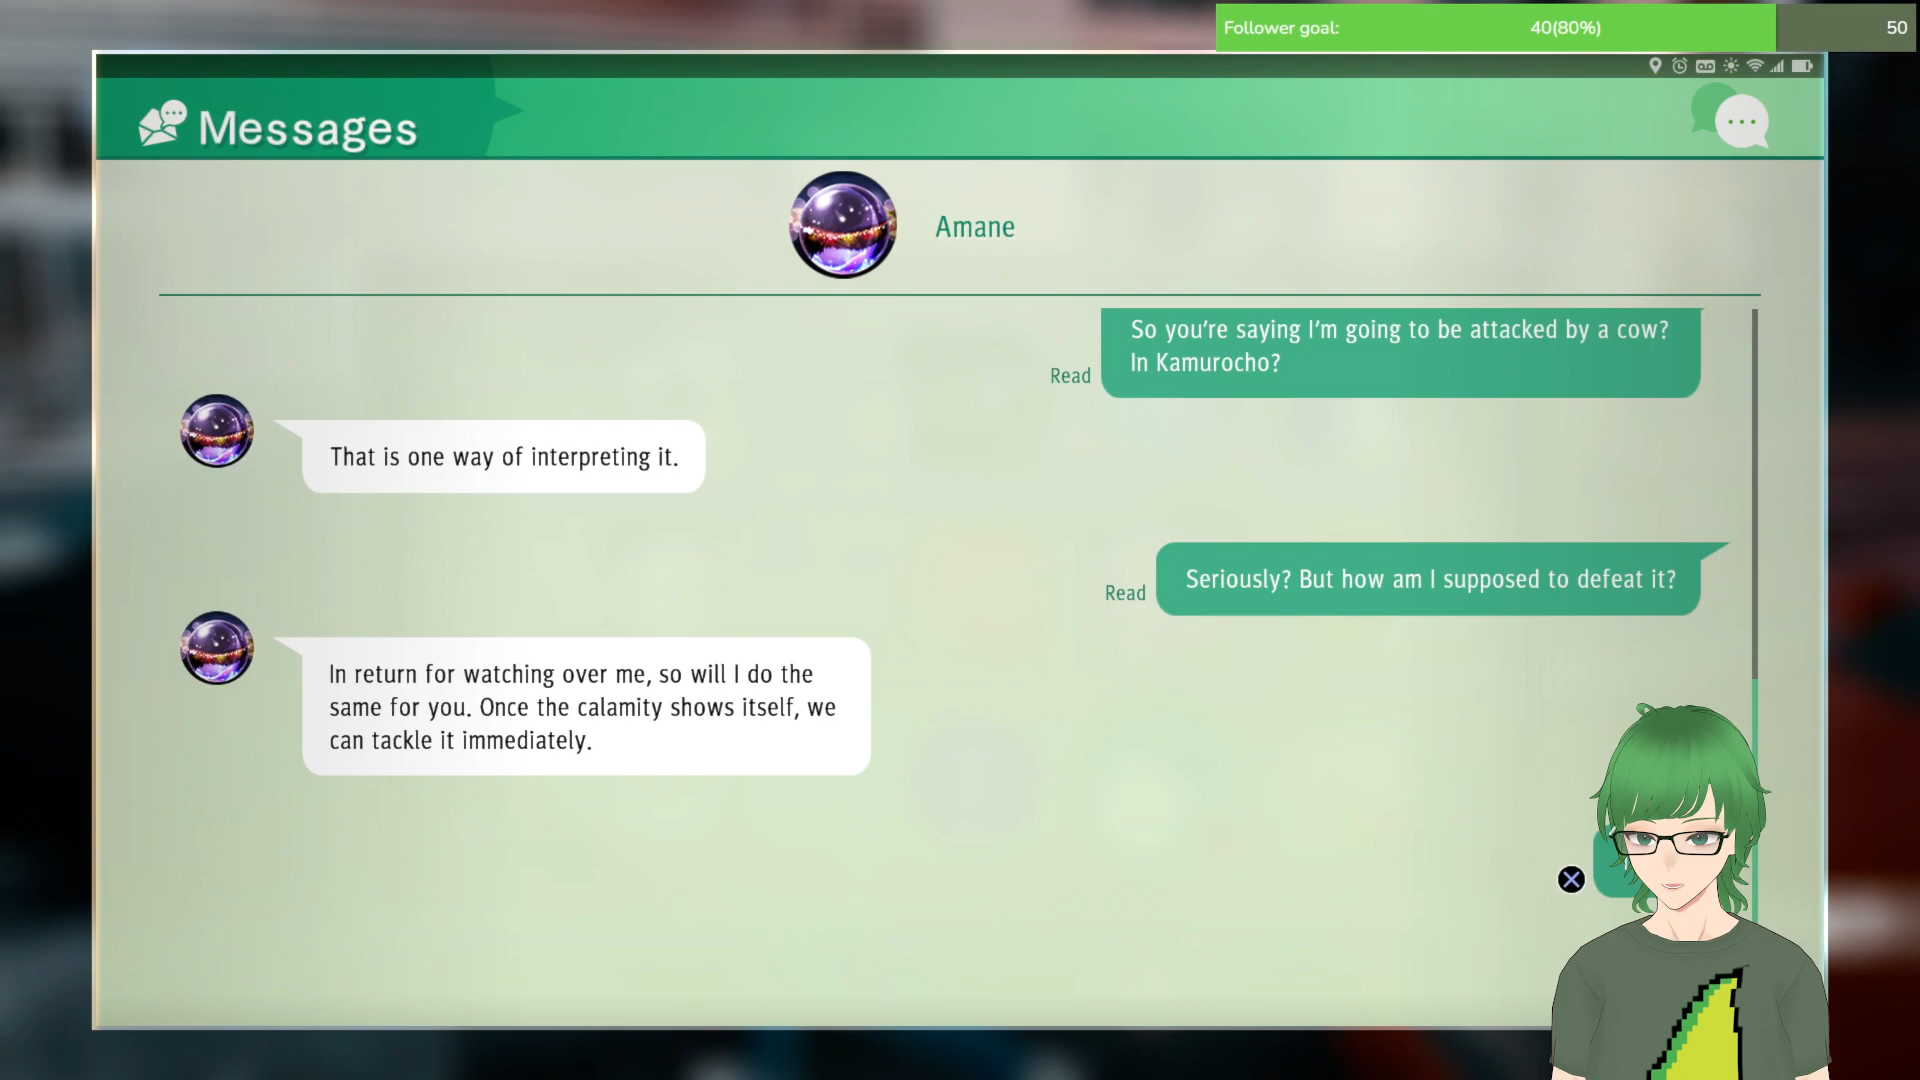 Follower goal: 40(80%) 50
Messages
Amane
So you're saying I'm going to be attacked by a cow?
In Kamurocho?
Read
That is one way of interpreting it.
Seriously? But how am I supposed to defeat it?
Read
In return for watching over me, so will I do the
same for you. Once the calamity shows itself, we
can tackle it immediately.